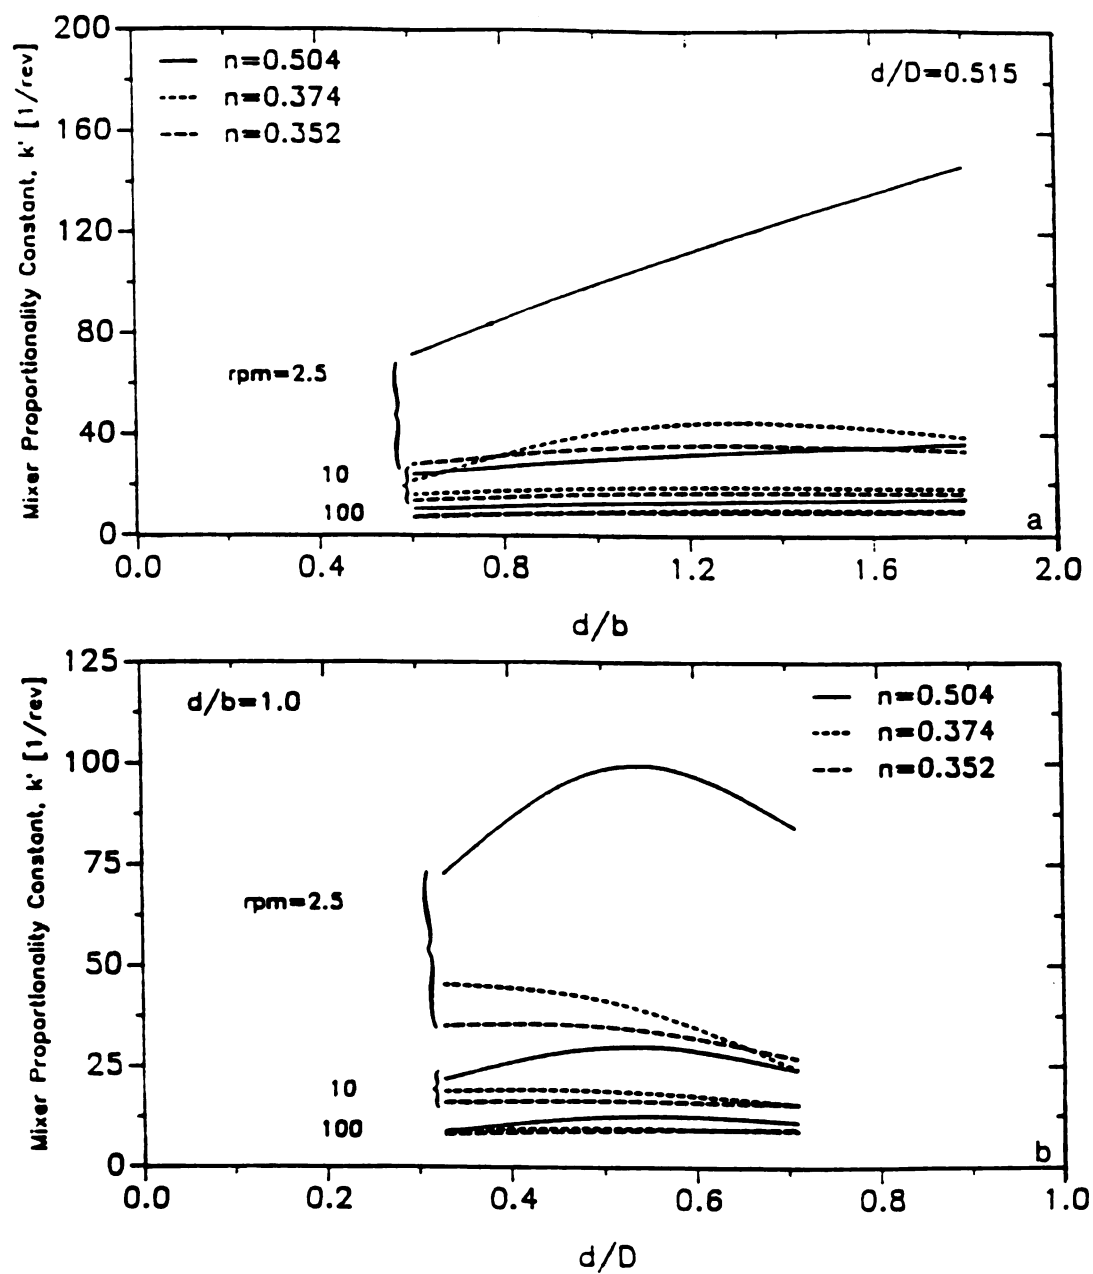 Mixer Proportionality Constant, k' [1/rev]
200
160
120
80
40
0
n=0.504
n=0.374
n=0.352
d/D=0.515
rpm=2.5
10
100
a
0.0 0.4 0.8 1.2 1.6 2.0
d/b
Mixer Proportionality Constant, k' [1/rev]
125
100
75
50
25
0
d/b=1.0
n=0.504
n=0.374
n=0.352
rpm=2.5
10
100
b
0.0 0.2 0.4 0.6 0.8 1.0
d/D